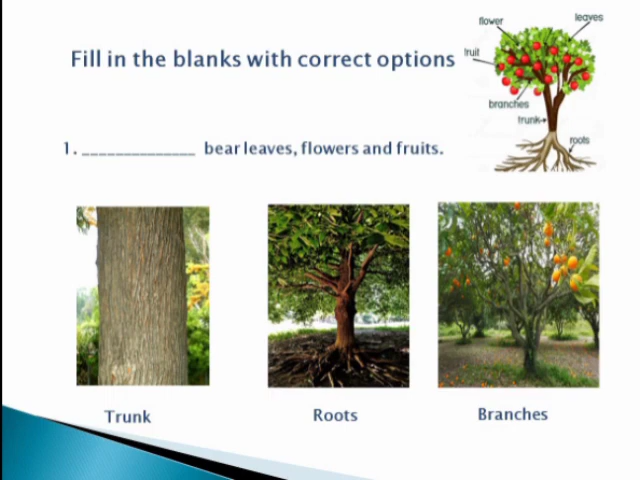 flower
leaves
Fill in the blanks with correct options
fruit
branches
trunk
roots
1. ______________ bear leaves, flowers and fruits.
Trunk
Roots
Branches